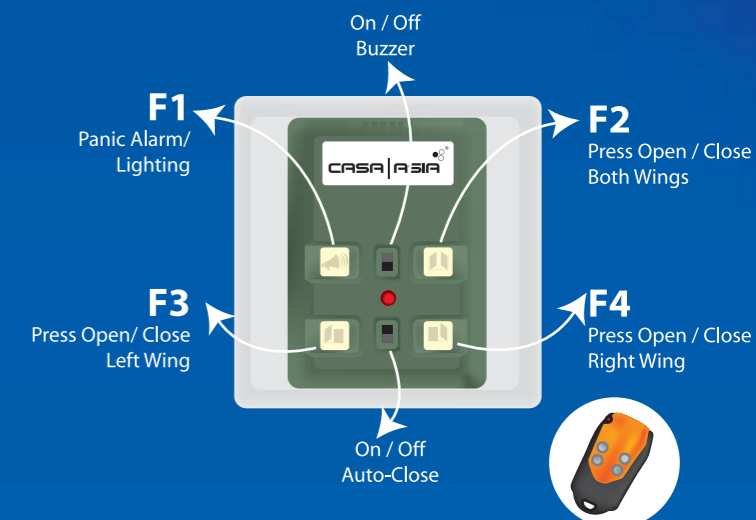 On / Off
Buzzer
F1
Panic Alarm/
Lighting
F2
Press Open / Close
Both Wings
CASA|ASIA
F3
Press Open/ Close
Left Wing
F4
Press Open / Close
Right Wing
On / Off
Auto-Close